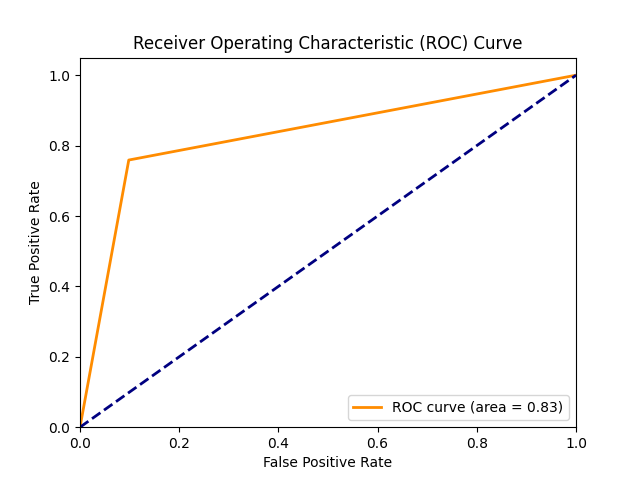 Receiver Operating Characteristic (ROC) Curve
1.0
0.8
0.6
0.4
0.2
0.0
True Positive Rate
ROC curve (area = 0.83)
0.0 0.2 0.4 0.6 0.8 1.0
False Positive Rate